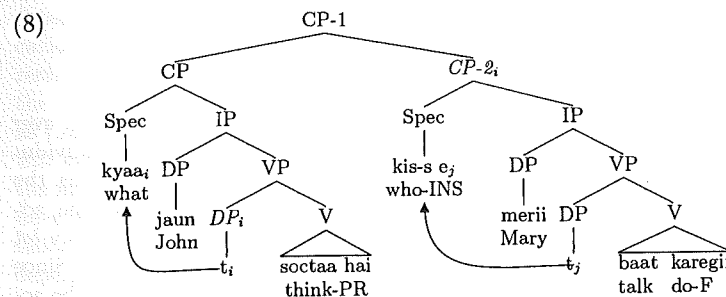 (8)
CP-1
CP CP-2i
Spec IP Spec IP
kyaai DP VP kis-s ej DP VP
what who-INS
jaun DPi V merii DP V
John Mary
ti soctaa hai tj baat karegii
think-PR talk do-F